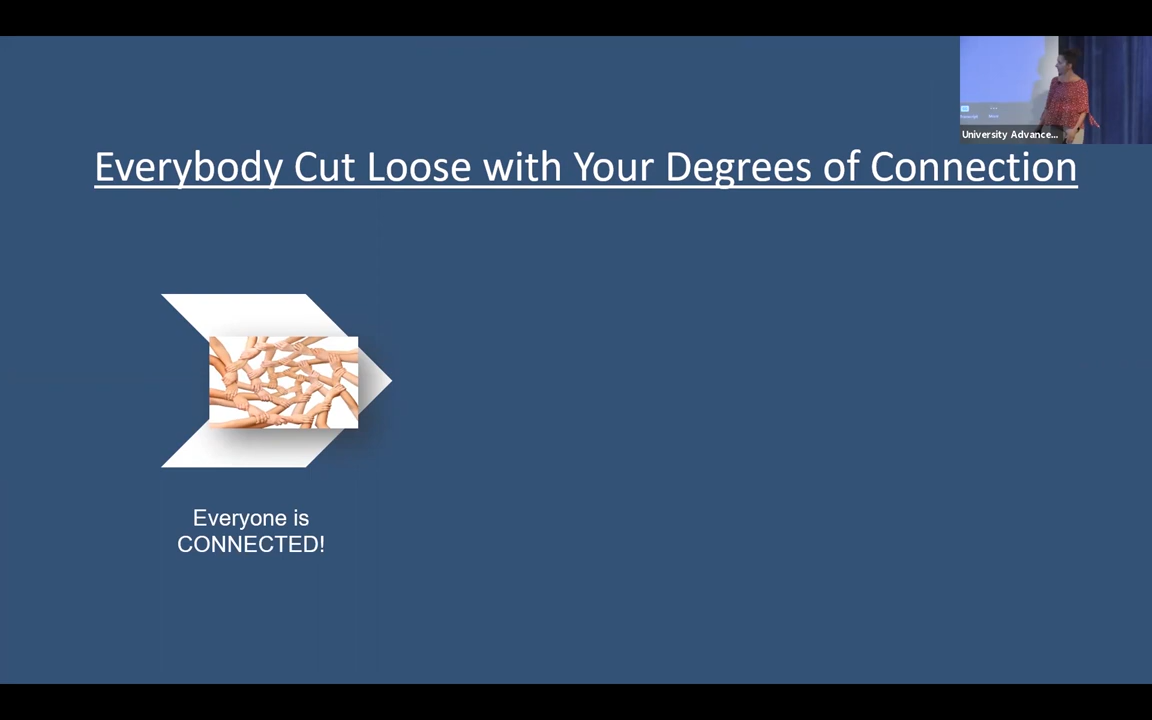 University Advance...
Everybody Cut Loose with Your Degrees of Connection
Everyone is
CONNECTED!